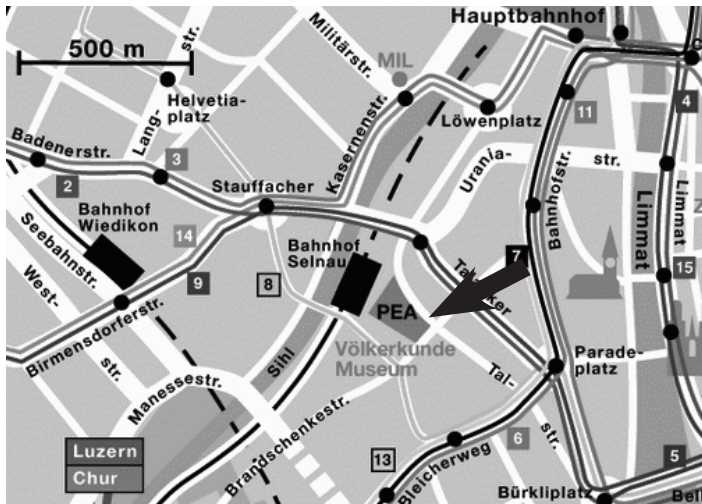 Hauptbahnhof
500 m
Militärstr.
MIL
Helvetia-
platz
Lang-
str.
Löwenplatz
Kasernenstr.
Badenerstr.
11
4
3
2
Urania-
str.
Stauffacher
Bahnhofstr.
Limmat
Limmat
Bahnhof
Wiedikon
14
Seebahnstr.
Bahnhof
Selnau
7
8
9
15
West-
str.
Talacker
PEA
Birmensdorferstr.
Sihl
Völkerkunde
Museum
Parade-
platz
Tal-
str.
Manessestr.
Brandschenkestr.
6
5
13
Bleicherweg
Luzern
Chur
Bürkliplatz